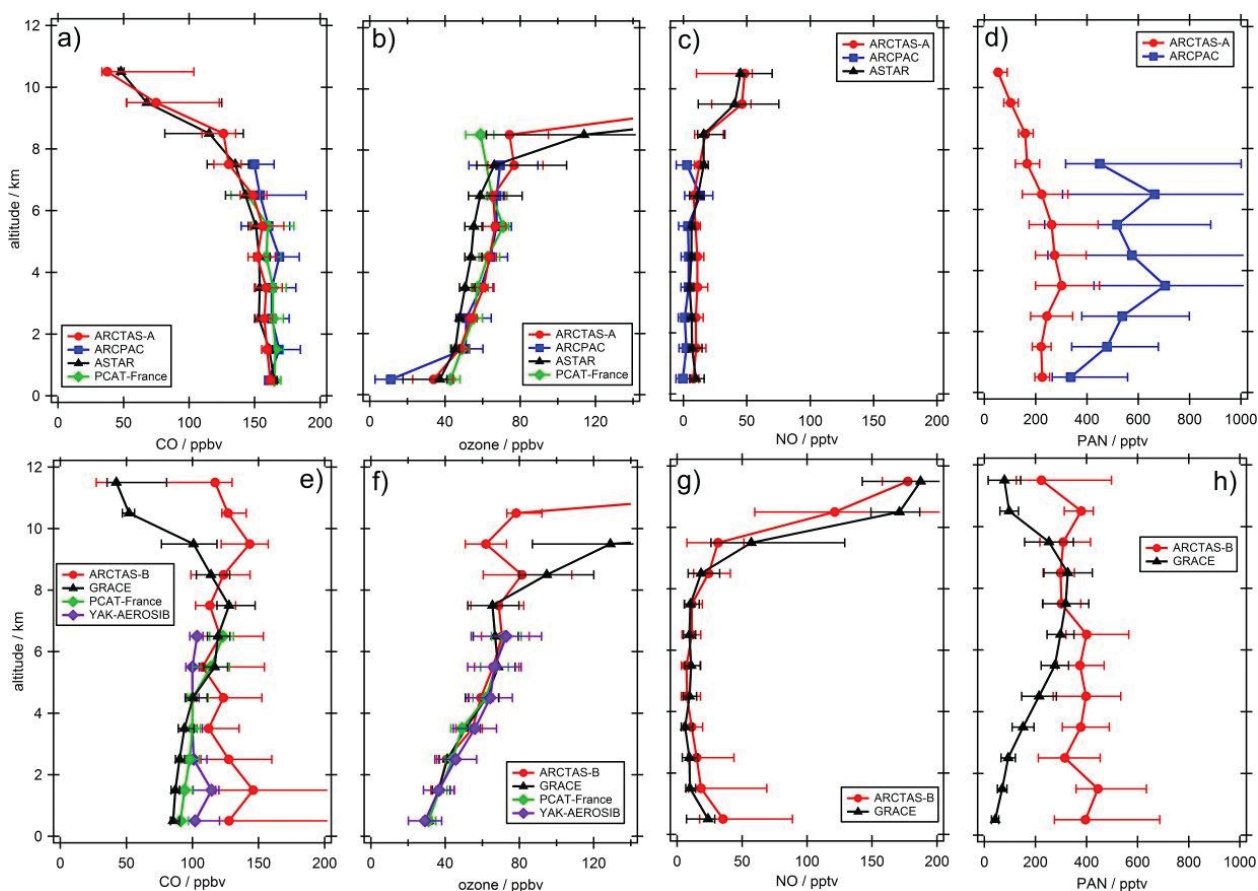 a)
b)
c)
d)
12
10
8
6
4
2
0
altitude / km
ARCTAS-A
ARCPAC
ASTAR
PCAT-France
0 50 100 150 200
CO / ppbv
ARCTAS-A
ARCPAC
ASTAR
PCAT-France
0 40 80 120
ozone / ppbv
ARCTAS-A
ARCPAC
ASTAR
0 50 100 150 200
NO / pptv
ARCTAS-A
ARCPAC
0 200 400 600 800 1000
PAN / pptv
e)
f)
g)
h)
12
10
8
6
4
2
0
altitude / km
ARCTAS-B
GRACE
PCAT-France
YAK-AEROSIB
0 50 100 150 200
CO / ppbv
ARCTAS-B
GRACE
PCAT-France
YAK-AEROSIB
0 40 80 120
ozone / ppbv
ARCTAS-B
GRACE
0 50 100 150 200
NO / pptv
ARCTAS-B
GRACE
0 200 400 600 800 1000
PAN / pptv